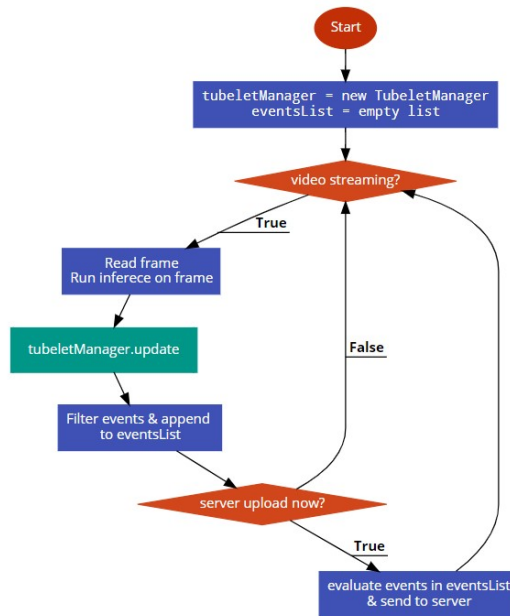 Start
tubeletManager = new TubeletManager
eventsList = empty list
video streaming?
True
Read frame
Run inferece on frame
tubeletManager.update
False
Filter events & append
to eventsList
server upload now?
True
evaluate events in eventsList
& send to server